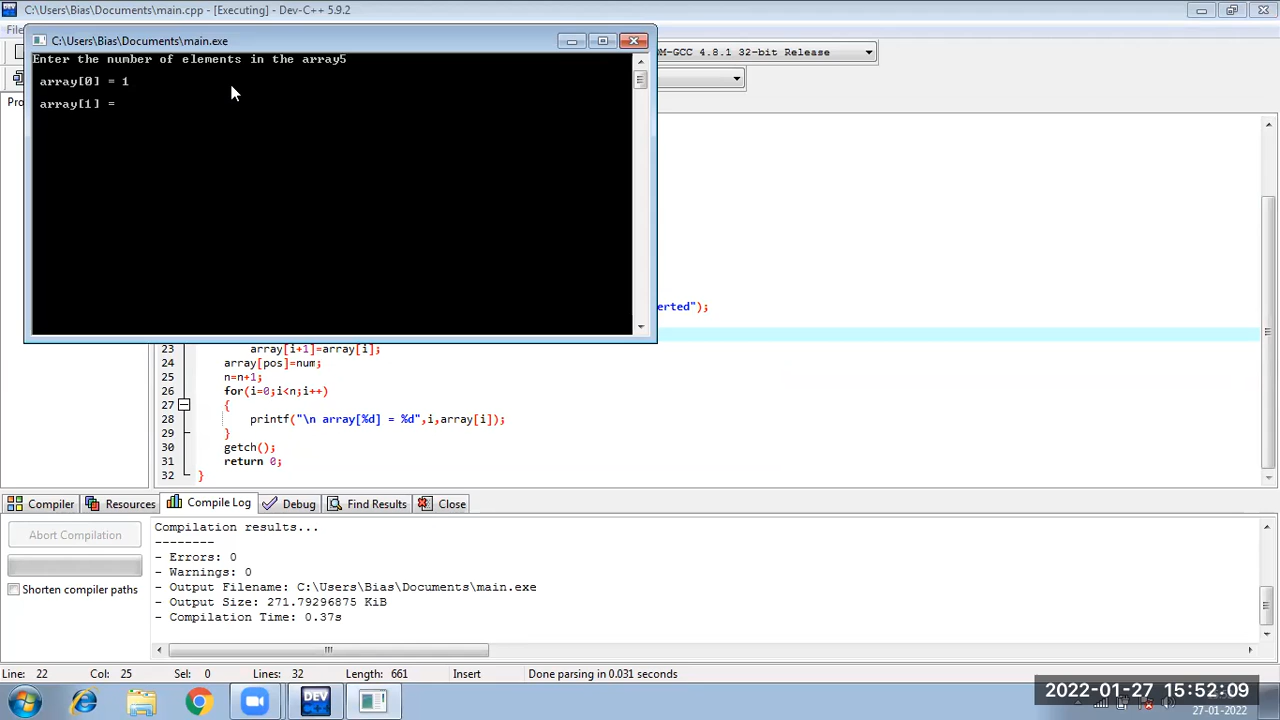 C:\Users\Bias\Documents\main.cpp - [Executing] - Dev-C++ 5.9.2
C:\Users\Bias\Documents\main.exe
Enter the number of elements in the array5
array[0] = 1
array[1] =
M-GCC 4.8.1 32-bit Release
erted");
23 array[i+1]=array[i];
24 array[pos]=num;
25 n=n+1;
26 for(i=0;i<n;i++)
27 {
28 printf("\n array[%d] = %d",i,array[i]);
29 }
30 getch();
31 return 0;
32 }
Compiler Resources Compile Log Debug Find Results Close
Abort Compilation
Shorten compiler paths
Compilation results...
--------
- Errors: 0
- Warnings: 0
- Output Filename: C:\Users\Bias\Documents\main.exe
- Output Size: 271.79296875 KiB
- Compilation Time: 0.37s
Line: 22 Col: 25 Sel: 0 Lines: 32 Length: 661 Insert Done parsing in 0.031 seconds
DEV C++
2022-01-27 15:52:09
27-01-2022